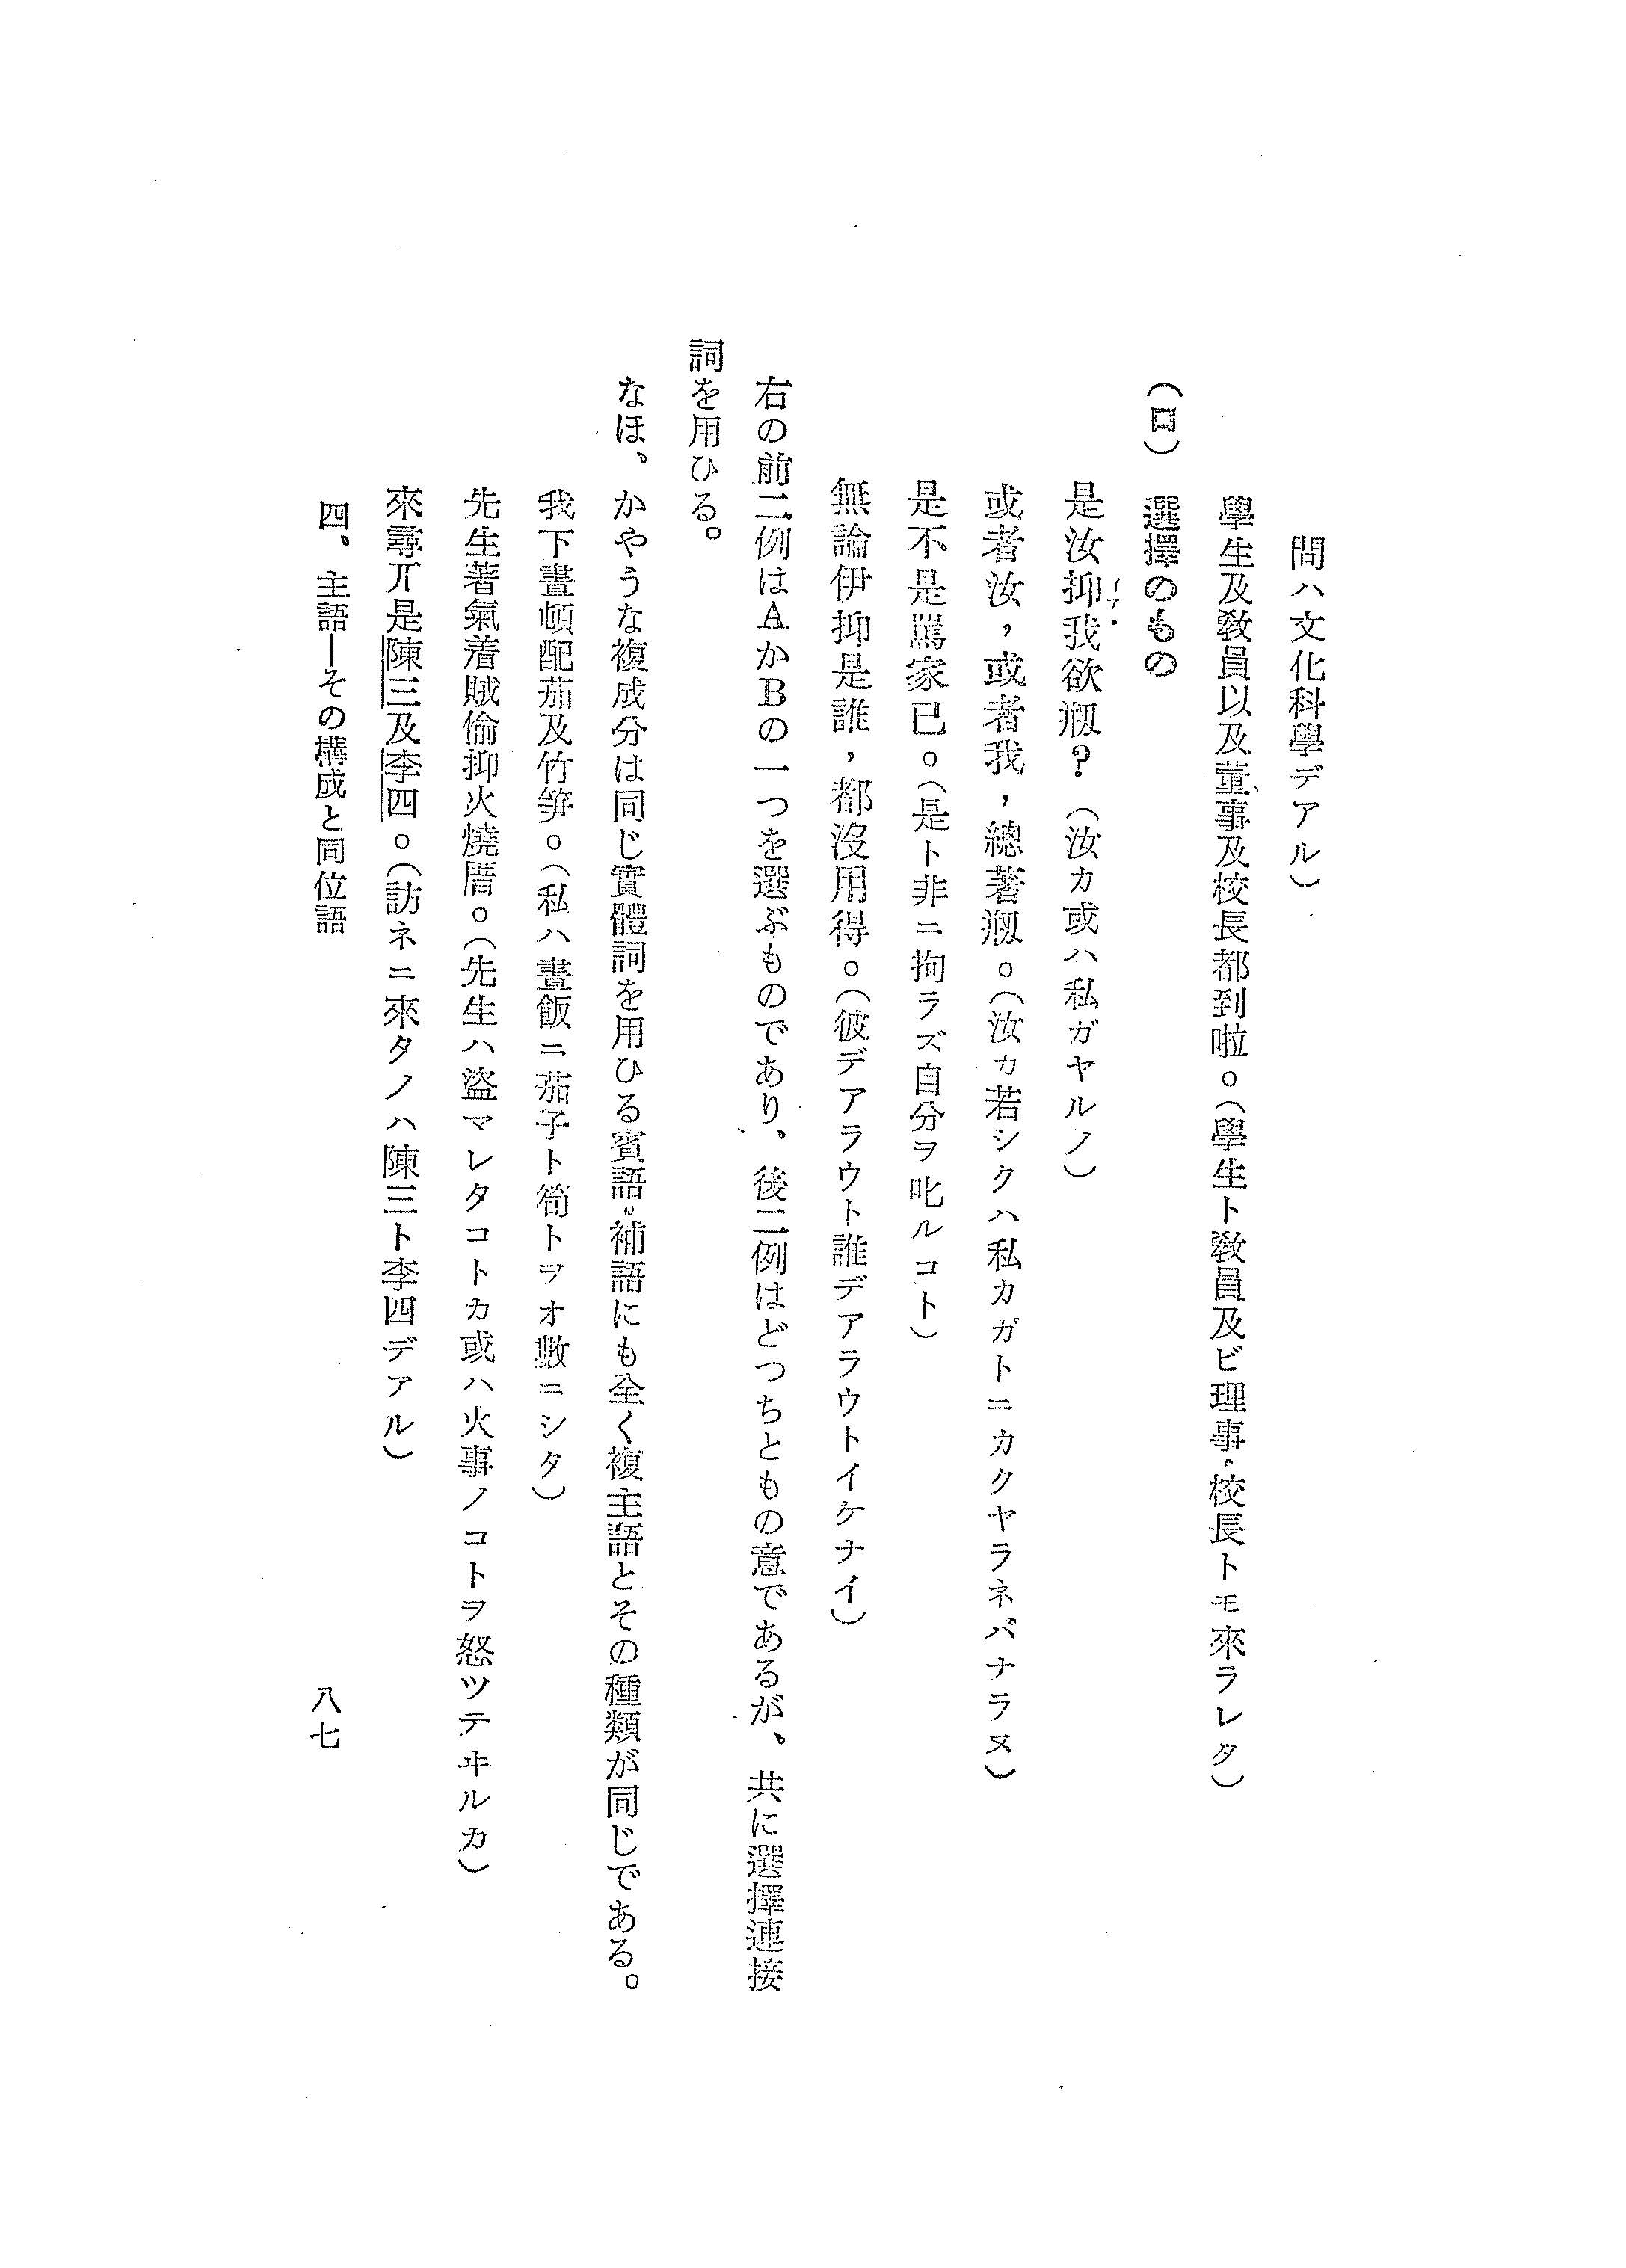 問ハ文化科學デアル）
學生及敎員以及董事及校長都到啦。（學生ト敎員及ビ理事、校長トモ來ラレタ）
（ロ）　選擇のもの
是汝抑我欲？（汝カ或ハ私ガヤルノ）
或者汝，或者我，總著。（汝カ若シクハ私カガトニカクヤラネバナラヌ）
是不是罵家已。（是ト非ニ拘ラズ自分ヲ叱ルコト）
無論伊抑是誰，都沒用得。（彼デアラウト誰デアラウトイケナイ）
右の前二例はＡかＢの一つを選ぶものであり、後二例はどつちともの意であるが、共に選擇連接
詞を用ひる。
なほ、かやうな複成分は同じ實體詞を用ひる賓語、補語にも全く複主語とその種類が同じである。
我下晝頓配茄及竹笋。（私ハ晝飯ニ茄子ト筍トヲオ數ニシタ）
先生著氣着賊偷抑火燒厝。（先生ハ盜マレタコトカ或ハ火事ノコトヲ怒ツテヰルカ）
來尋丌是陳三及李四。（訪ネニ來タノハ陳三ト李四デアル）
四、主語―その構成と同位語
八七